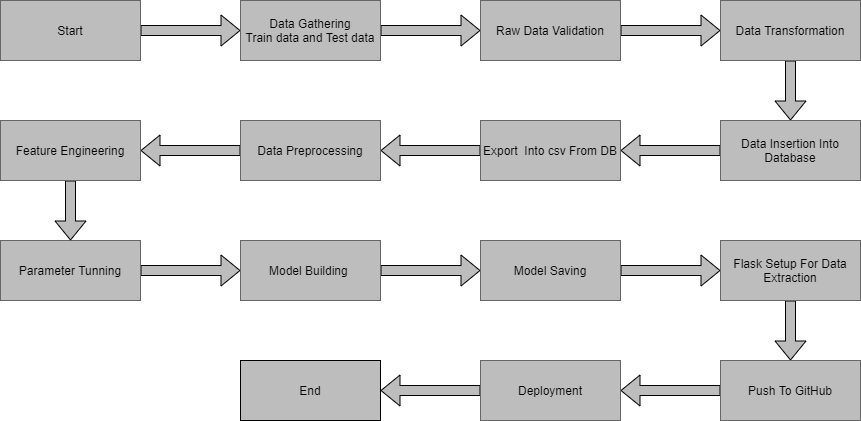 Start
Data Gathering
Train data and Test data
Raw Data Validation
Data Transformation
Data Insertion Into
Database
Export  Into csv From DB
Data Preprocessing
Feature Engineering
Parameter Tunning
Model Building
Model Saving
Flask Setup For Data
Extraction
Push To GitHub
Deployment
End